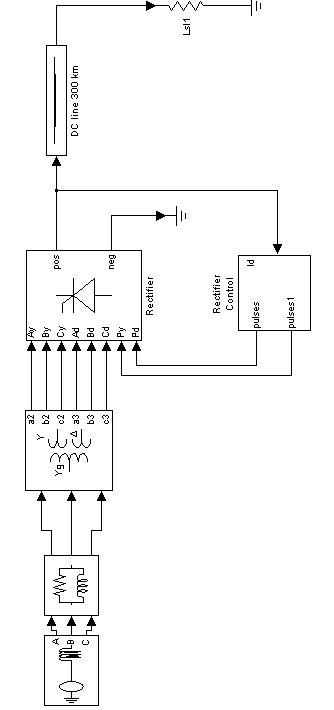 Lsl1
DC line 300 km
pos
neg
Rectifier
Ay
By
Cy
Ad
Bd
Cd
Py
Pd
Id
pulses
pulses1
Rectifier
Control
a2
b2
c2
a3
b3
c3
Y
Yg
Δ
A
B
C